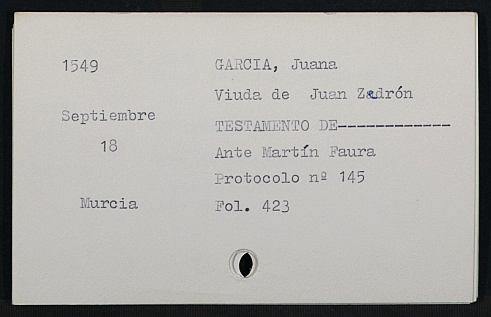 1549
GARCIA, Juana
Viuda de Juan Zadrón
Septiembre
TESTAMENTO DE------------
18
Ante Martín Faura
Protocolo nº 145
Murcia
Fol. 423